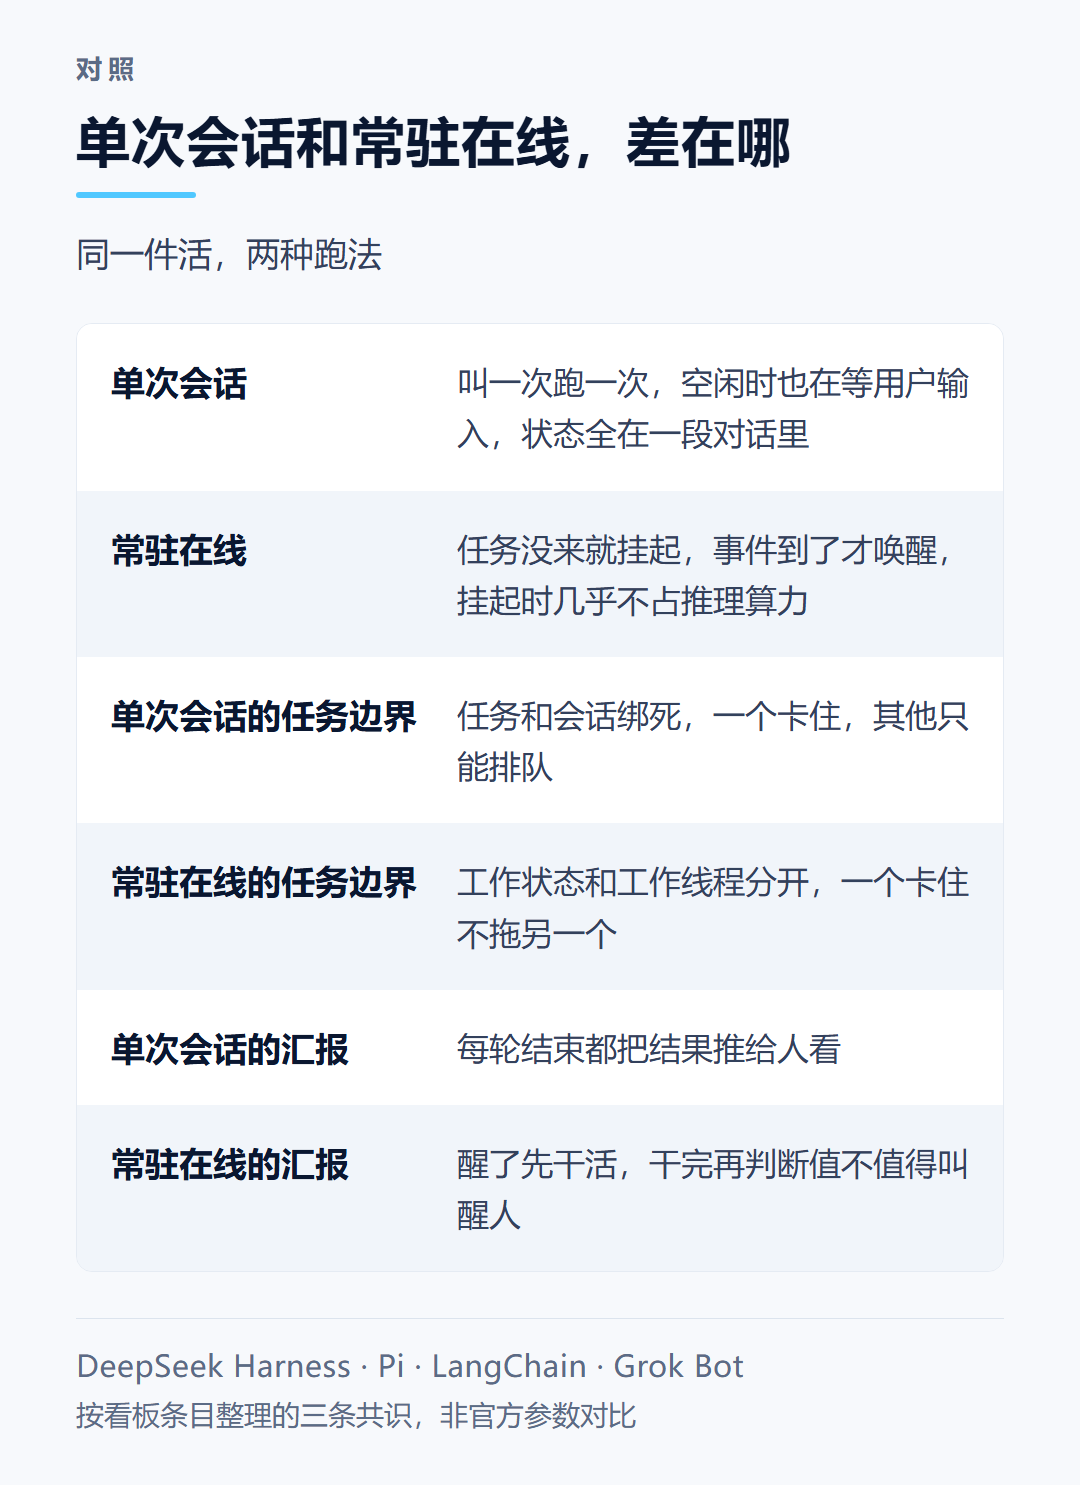 对照
单次会话和常驻在线，差在哪
同一件活，两种跑法
单次会话
叫一次跑一次，空闲时也在等用户输
入，状态全在一段对话里
常驻在线
任务没来就挂起，事件到了才唤醒，
挂起时几乎不占推理算力
单次会话的任务边界
任务和会话绑死，一个卡住，其他只
能排队
常驻在线的任务边界
工作状态和工作线程分开，一个卡住
不拖另一个
单次会话的汇报
每轮结束都把结果推给人看
常驻在线的汇报
醒了先干活，干完再判断值不值得叫
醒人
DeepSeek Harness · Pi · LangChain · Grok Bot
按看板条目整理的三条共识，非官方参数对比